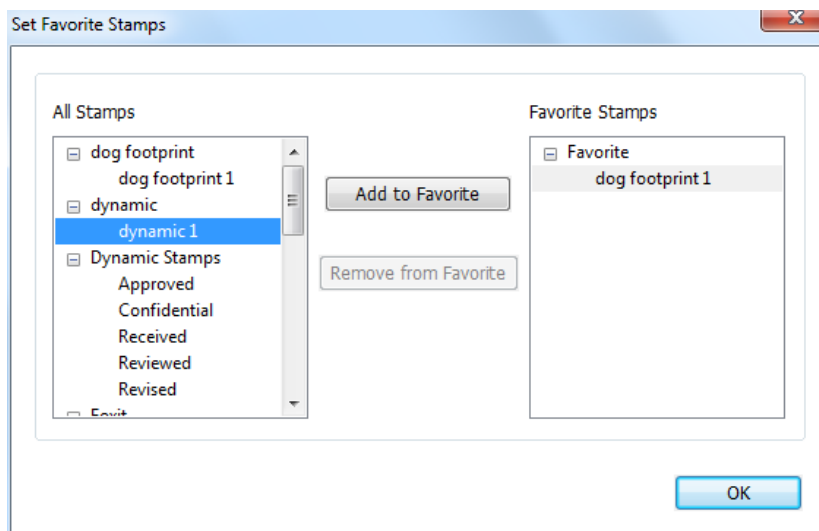 Set Favorite Stamps
All Stamps
dog footprint
dog footprint 1
dynamic
dynamic 1
Dynamic Stamps
Approved
Confidential
Received
Reviewed
Revised
Foxit
Add to Favorite
Remove from Favorite
Favorite Stamps
Favorite
dog footprint 1
OK